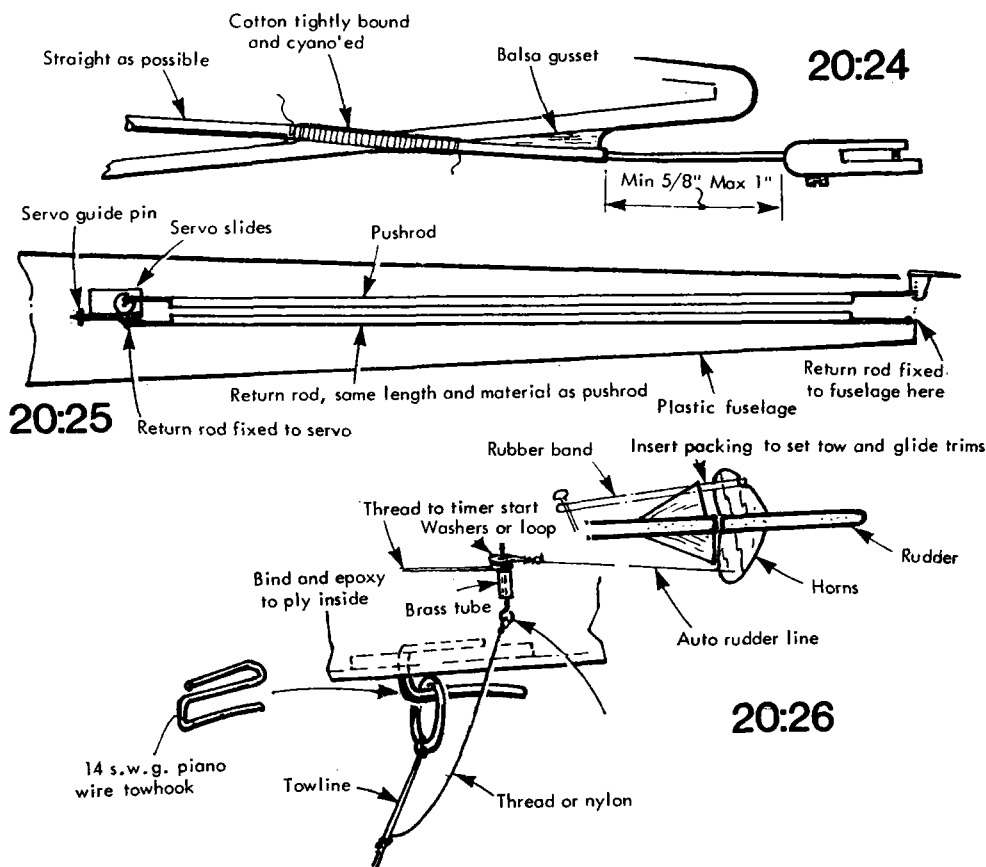 Cotton tightly bound
and cyano'ed
Straight as possible
Balsa gusset
20:24
Min 5/8" Max 1"
Servo guide pin
Servo slides
Pushrod
Return rod, same length and material as pushrod
Return rod fixed
to fuselage here
Plastic fuselage
20:25
Return rod fixed to servo
Insert packing to set tow and glide trims
Rubber band
Thread to timer start
Washers or loop
Rudder
Bind and epoxy
to ply inside
Brass tube
Horns
Auto rudder line
20:26
14 s.w.g. piano
wire towhook
Towline
Thread or nylon